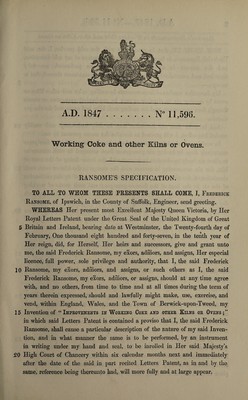 A.D. 1847 . . . . . . . N° 11,596.
Working Coke and other Kilns or Ovens.
RANSOME'S SPECIFICATION.
TO ALL TO WHOM THESE PRESENTS SHALL COME, I, FREDERICK
RANSOME, of Ipswich, in the County of Suffolk, Engineer, send greeting.
WHEREAS Her present most Excellent Majesty Queen Victoria, by Her
Royal Letters Patent under the Great Seal of the United Kingdom of Great
5 Britain and Ireland, bearing date at Westminster, the Twenty-fourth day of
February, One thousand eight hundred and forty-seven, in the tenth year of
Her reign, did, for Herself, Her heirs and successors, give and grant unto
me, the said Frederick Ransome, my exors, adīnors, and assigns, Her especial
licence, full power, sole privilege and authority, that I, the said Frederick
10 Ransome, my exors, adīnors, and assigns, or such others as I, the said
Frederick Ransome, my exors, adīnors, or assigns, should at any time agree
with, and no others, from time to time and at all times during the term of
years therein expressed, should and lawfully might make, use, exercise, and
vend, within England, Wales, and the Town of Berwick-upon-Tweed, my
15 Invention of "IMPROVEMENTS IN WORKING COKE AND OTHER KILNS OR OVENS;"
in which said Letters Patent is contained a proviso that I, the said Frederick
Ransome, shall cause a particular description of the nature of my said Inven-
tion, and in what manner the same is to be performed, by an instrument
in writing under my hand and seal, to be inrolled in Her said Majesty's
20 High Court of Chancery within six calendar months next and immediately
after the date of the said in part recited Letters Patent, as in and by the
same, reference being thereunto had, will more fully and at large appear.